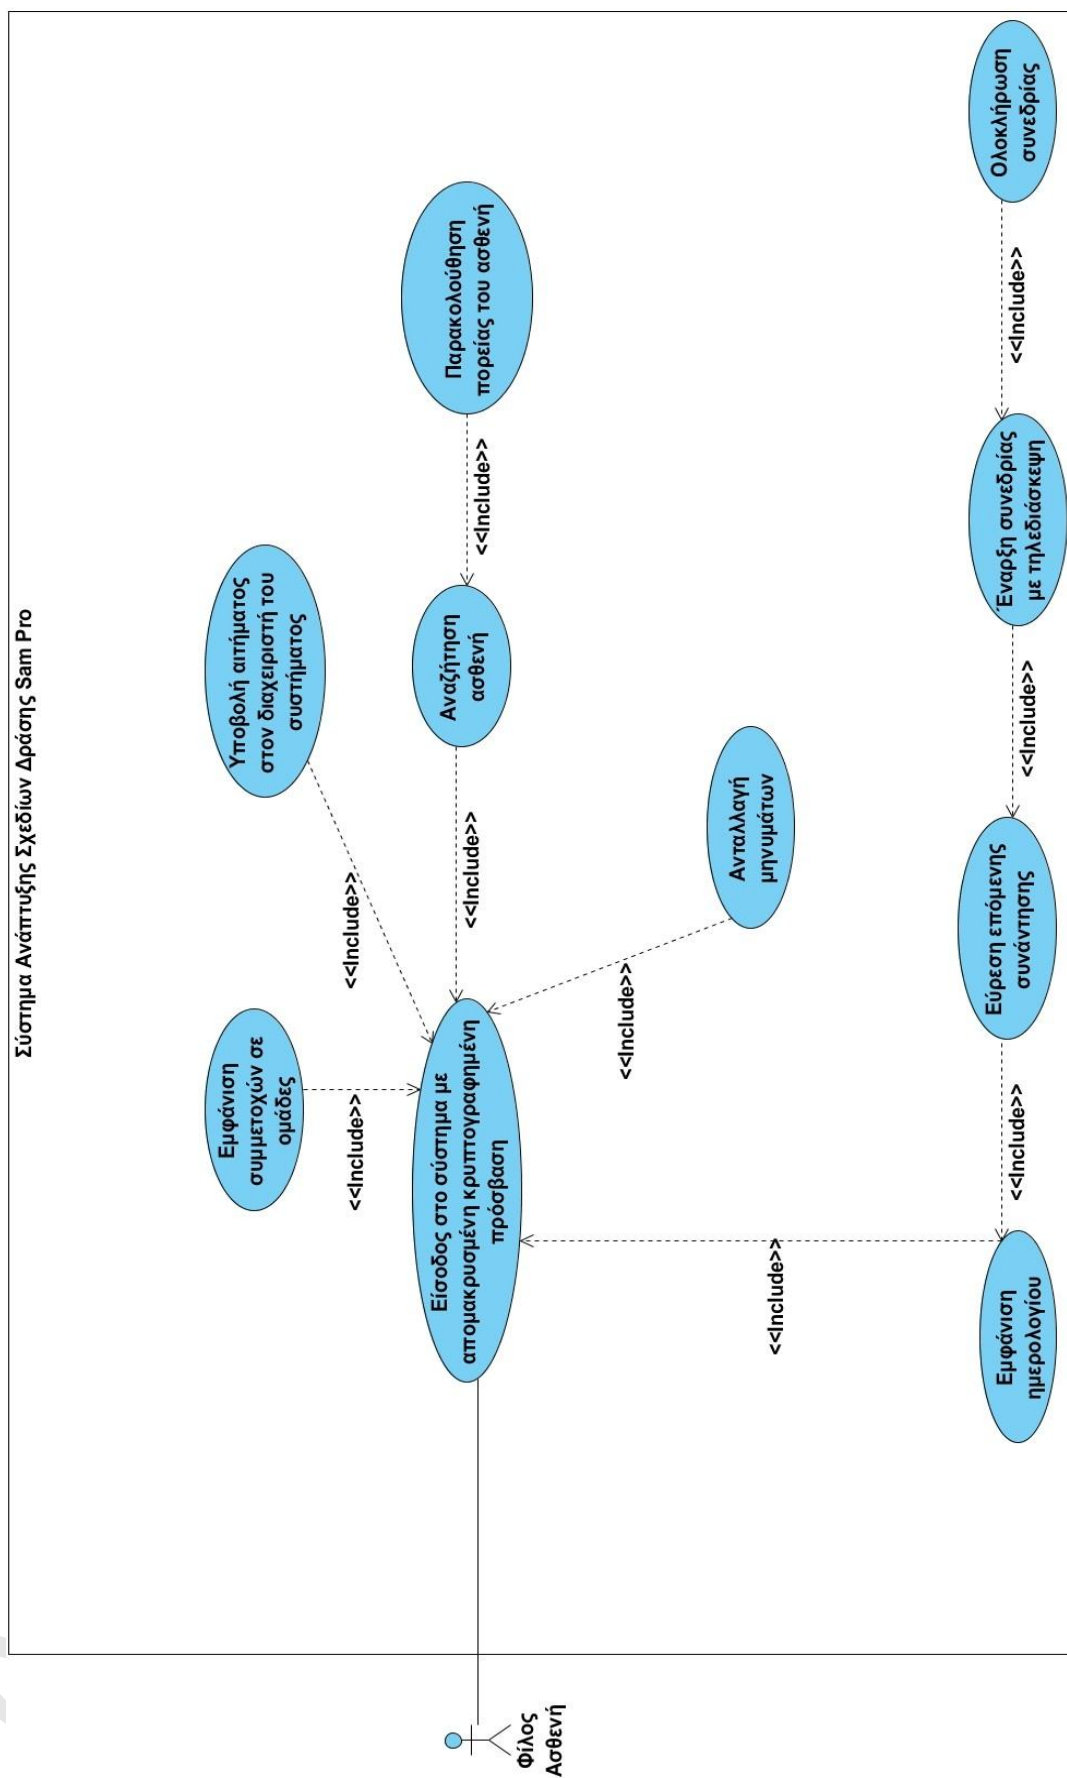 Σύστημα Ανάπτυξης Σχεδίων Δράσης Sam Pro
Εμφάνιση
συμμετοχών σε
ομάδες
Υποβολή αιτήματος
στον διαχειριστή του
συστήματος
<<Include>>
<<Include>>
Φίλος
Ασθενή
Είσοδος στο σύστημα με
απομακρυσμένη κρυπτογραφημένη
πρόσβαση
<<Include>>
Αναζήτηση
ασθενή
<<Include>>
Παρακολούθηση
πορείας του ασθενή
<<Include>>
Ανταλλαγή
μηνυμάτων
<<Include>>
Εμφάνιση
ημερολογίου
<<Include>>
Εύρεση επόμενης
συνάντησης
<<Include>>
Έναρξη συνεδρίας
με τηλεδιάσκεψη
<<Include>>
Ολοκλήρωση
συνεδρίας